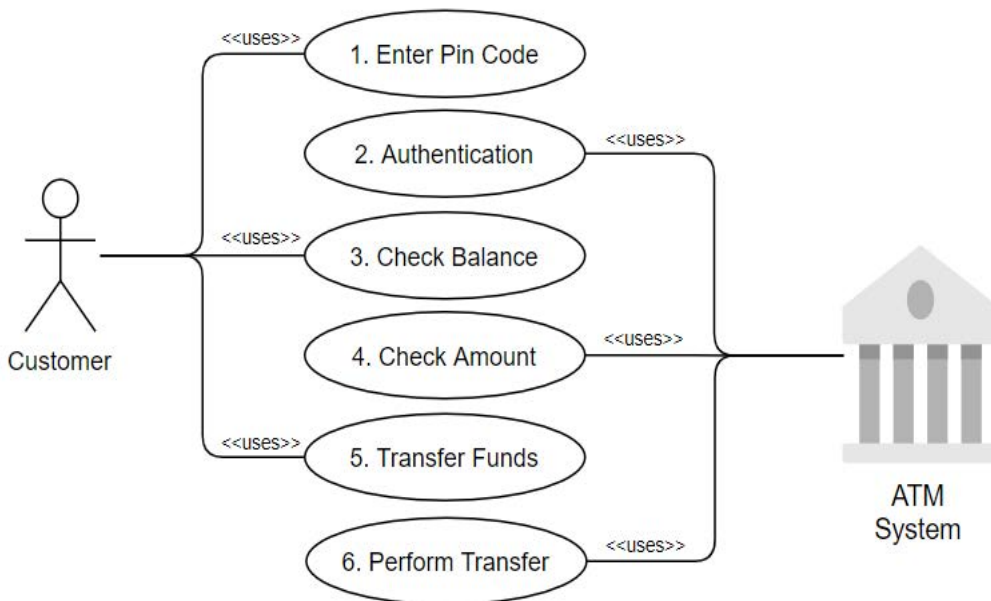 <<uses>>
1. Enter Pin Code
2. Authentication
<<uses>>
<<uses>>
3. Check Balance
Customer
4. Check Amount
<<uses>>
<<uses>>
5. Transfer Funds
ATM
System
6. Perform Transfer
<<uses>>